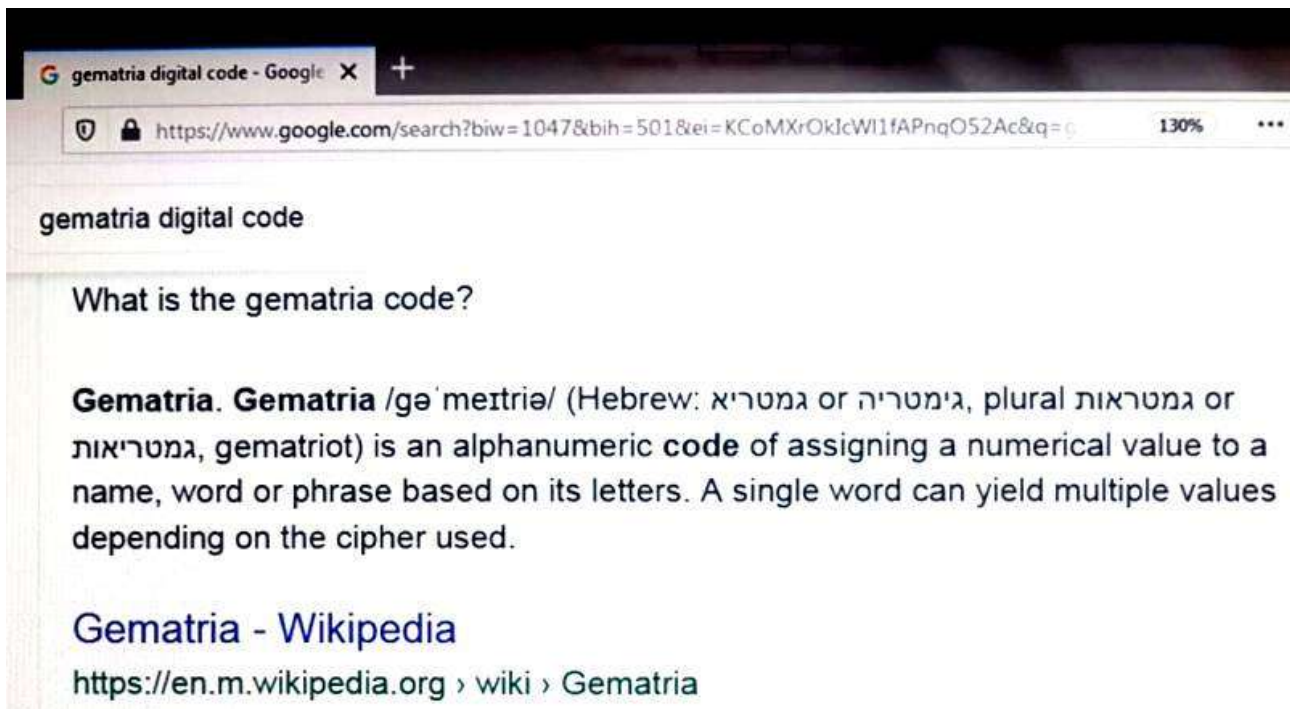 gematria digital code - Google
https://www.google.com/search?biw=1047&bih=501&ei=KCoMXrOkIcWl1fAPnqO52Ac&q=g 130% ...
gematria digital code
What is the gematria code?
Gematria. Gematria /ɡəˈmeɪtriə/ (Hebrew: גמטריא or גימטריה, plural גמטראות or
גמטריאות, gematriot) is an alphanumeric code of assigning a numerical value to a
name, word or phrase based on its letters. A single word can yield multiple values
depending on the cipher used.
Gematria - Wikipedia
https://en.m.wikipedia.org › wiki › Gematria